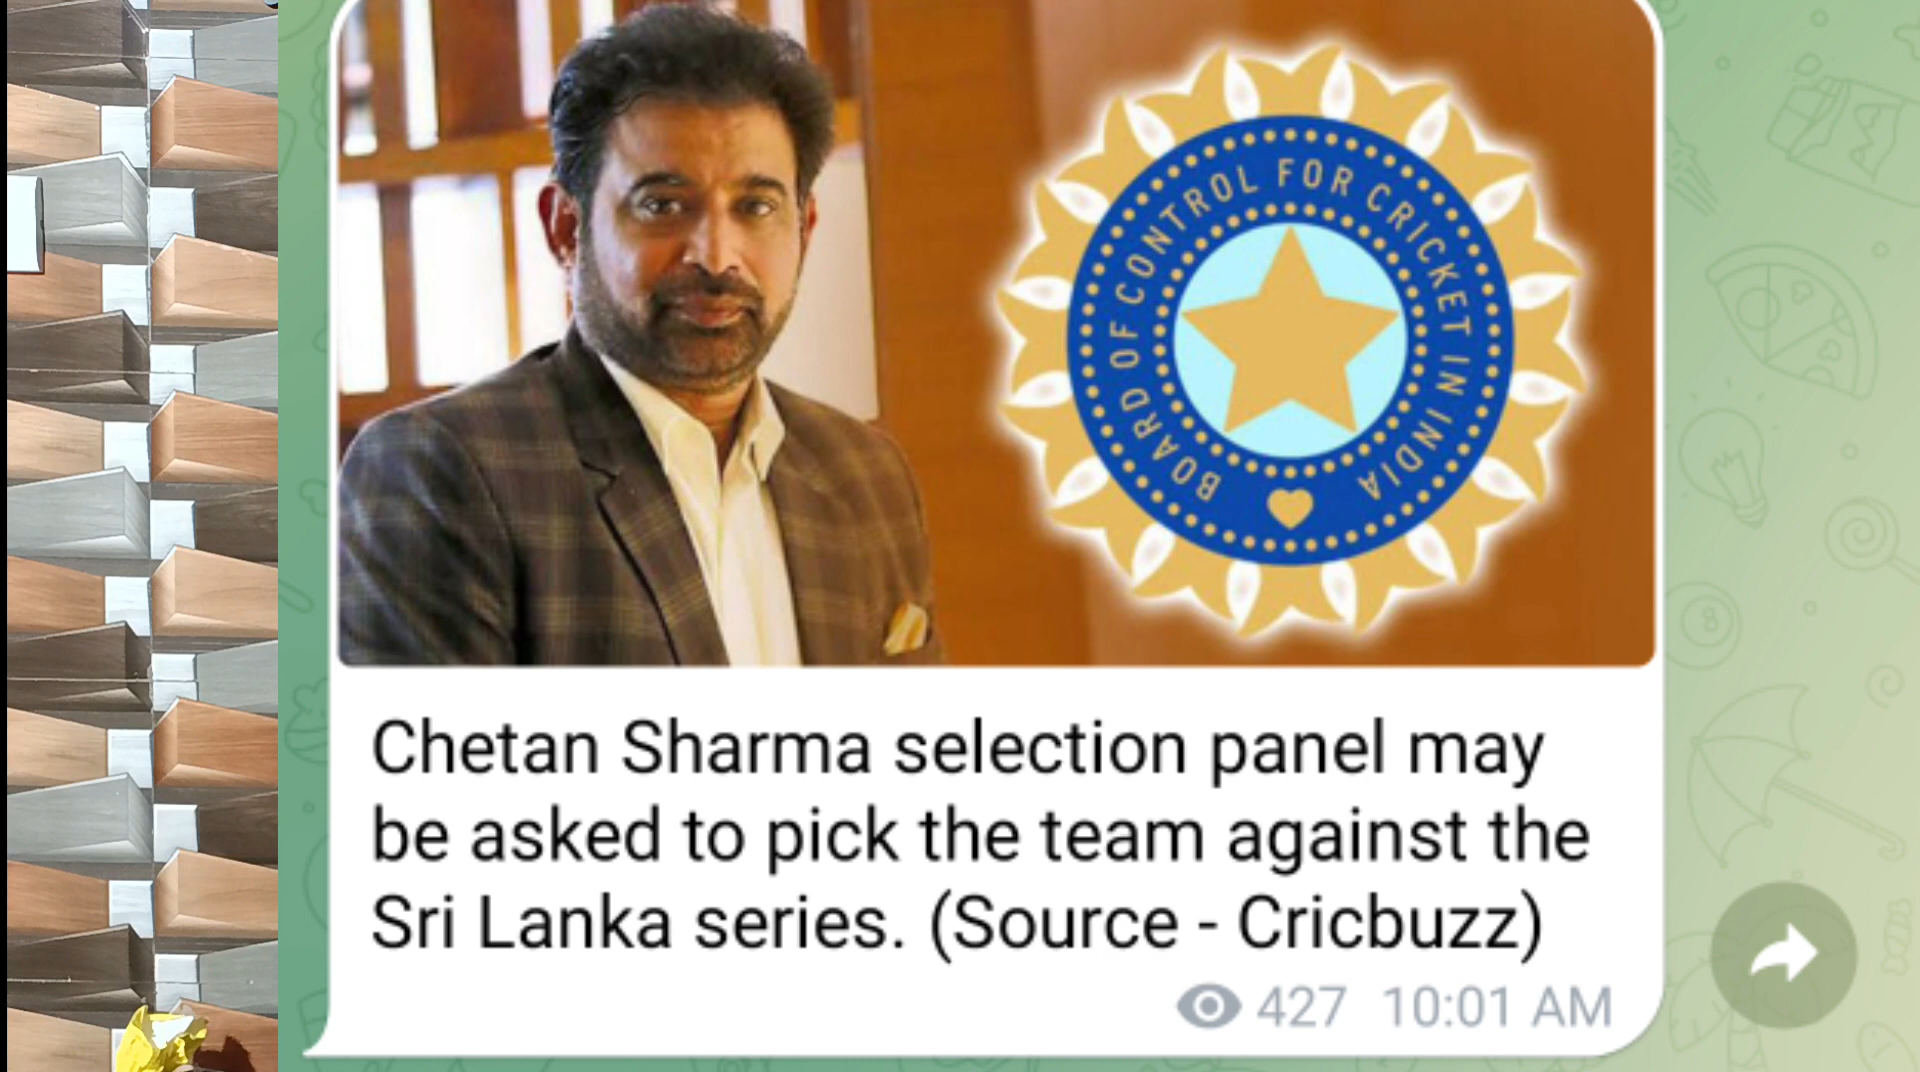 BOARD OF CONTROL FOR CRICKET IN INDIA
Chetan Sharma selection panel may
be asked to pick the team against the
Sri Lanka series. (Source - Cricbuzz)
427 10:01 AM